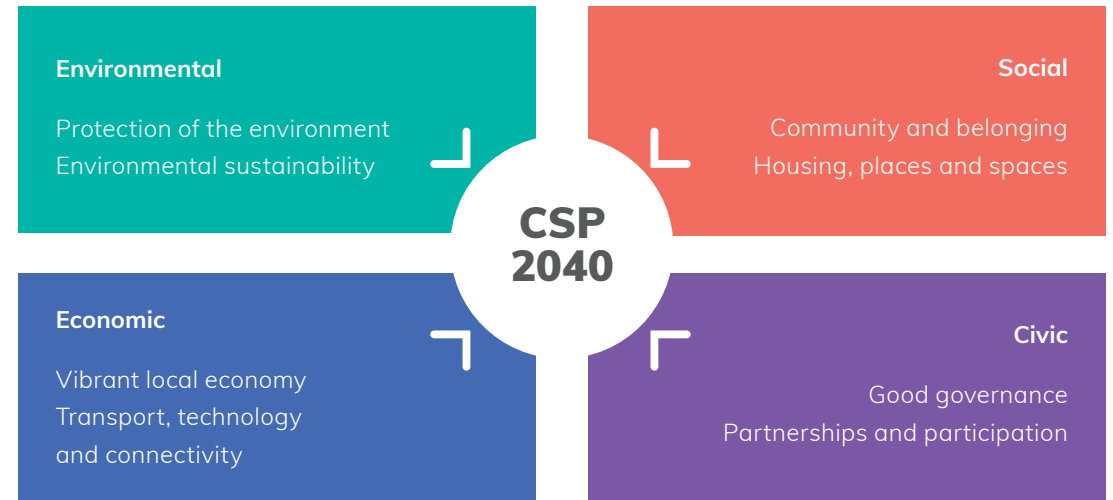 Environmental
Protection of the environment
Environmental sustainability
Social
Community and belonging
Housing, places and spaces
CSP
2040
Economic
Vibrant local economy
Transport, technology
and connectivity
Civic
Good governance
Partnerships and participation